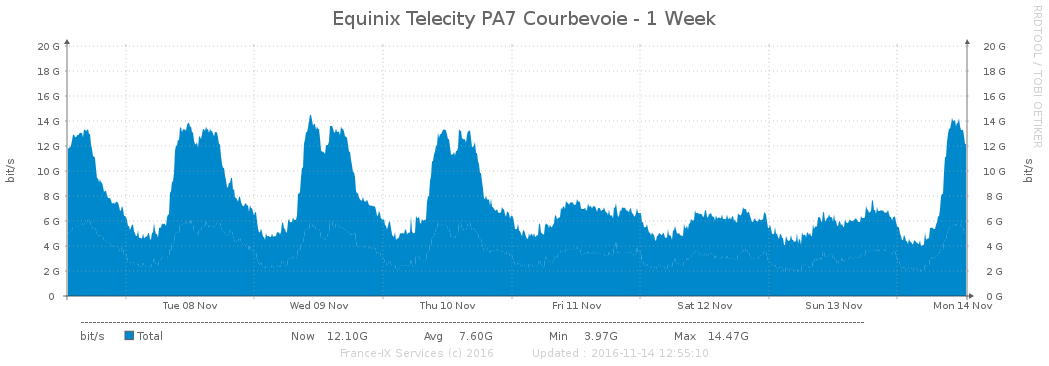 Equinix Telecity PA7 Courbevoie - 1 Week
RRDTOOL / TOBI OETIKER
20 G 20 G
18 G 18 G
16 G 16 G
14 G 14 G
12 G 12 G
10 G 10 G
8 G 8 G
6 G 6 G
4 G 4 G
2 G 2 G
0 0 G
bit/s bit/s
Tue 08 Nov Wed 09 Nov Thu 10 Nov Fri 11 Nov Sat 12 Nov Sun 13 Nov Mon 14 Nov
bit/s Total Now 12.10G Avg 7.60G Min 3.97G Max 14.47G
France-IX Services (c) 2016 Updated : 2016-11-14 12:55:10